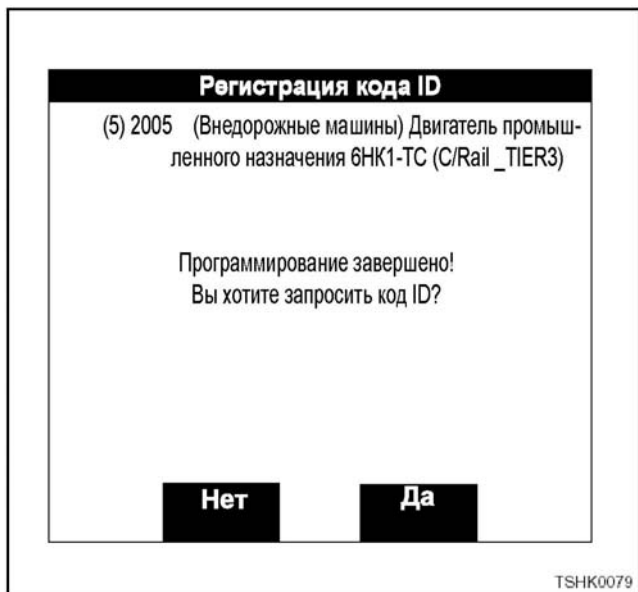 Регистрация кода ID
(5) 2005 (Внедорожные машины) Двигатель промыш-
ленного назначения 6HK1-TC (C/Rail _TIER3)
Программирование завершено!
Вы хотите запросить код ID?
Нет Да
TSHK0079